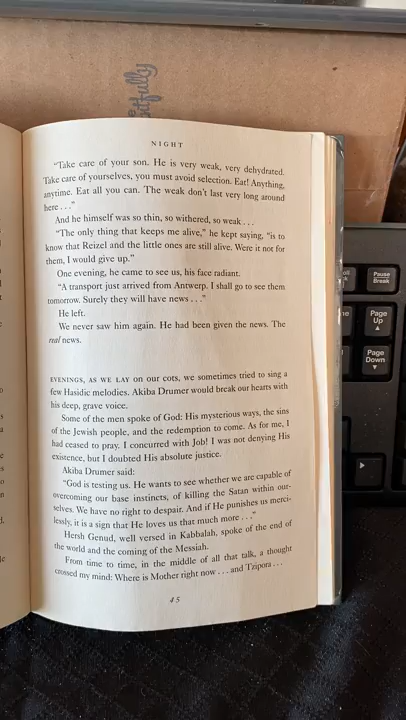 NIGHT
"Take care of your son. He is very weak, very dehydrated.
Take care of yourselves, you must avoid selection. Eat! Anything,
anytime. Eat all you can. The weak don't last very long around
here . . ."
And he himself was so thin, so withered, so weak . . .
"The only thing that keeps me alive," he kept saying, "is to
know that Reizel and the little ones are still alive. Were it not for
them, I would give up."
One evening, he came to see us, his face radiant.
"A transport just arrived from Antwerp. I shall go to see them
tomorrow. Surely they will have news . . ."
He left.
We never saw him again. He had been given the news. The
real news.
EVENINGS, AS WE LAY on our cots, we sometimes tried to sing a
few Hasidic melodies. Akiba Drumer would break our hearts with
his deep, grave voice.
Some of the men spoke of God: His mysterious ways, the sins
of the Jewish people, and the redemption to come. As for me, I
had ceased to pray. I concurred with Job! I was not denying His
existence, but I doubted His absolute justice.
Akiba Drumer said:
"God is testing us. He wants to see whether we are capable of
overcoming our base instincts, of killing the Satan within our-
selves. We have no right to despair. And if He punishes us merci-
lessly, it is a sign that He loves us that much more . . ."
Hersh Genud, well versed in Kabbalah, spoke of the end of
the world and the coming of the Messiah.
From time to time, in the middle of all that talk, a thought
crossed my mind: Where is Mother right now . . . and Tzipora . . .
45
Pause
Break
Page
Up
Page
Down